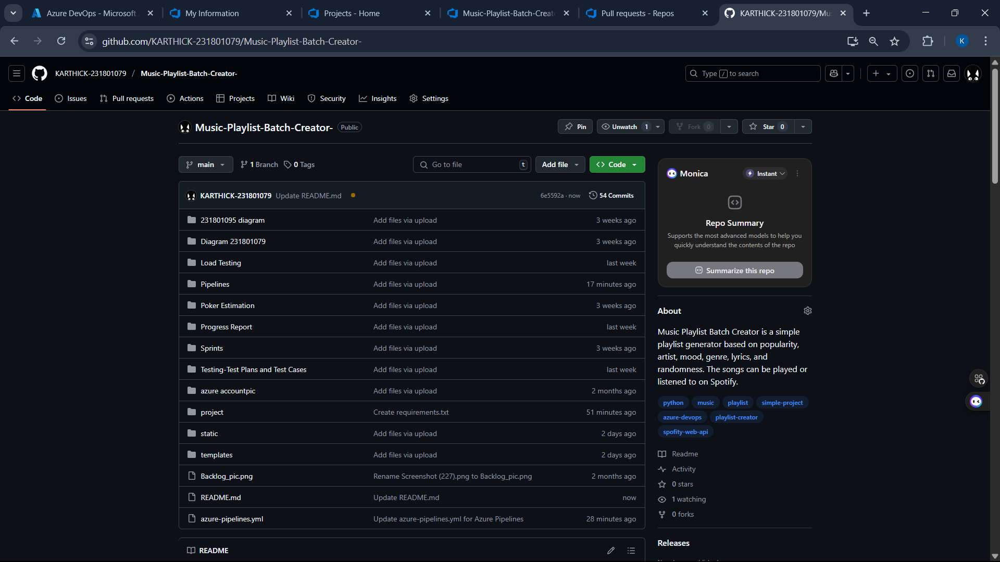 Azure DevOps - Microsoft
My Information
Projects - Home
Music-Playlist-Batch-Creat
Pull requests - Repos
KARTHICK-231801079/Mus
github.com/KARTHICK-231801079/Music-Playlist-Batch-Creator-
K
KARTHICK-231801079 / Music-Playlist-Batch-Creator-
Type / to search
Code
Issues
Pull requests
Actions
Projects
Wiki
Security
Insights
Settings
Music-Playlist-Batch-Creator- Public
Pin
Unwatch 1
Fork 0
Star 0
main
1 Branch
0 Tags
Go to file t
Add file
Code
KARTHICK-231801079 Update README.md 6e5592a · now 54 Commits
231801095 diagram Add files via upload 3 weeks ago
Diagram 231801079 Add files via upload 3 weeks ago
Load Testing Add files via upload last week
Pipelines Add files via upload 17 minutes ago
Poker Estimation Add files via upload 3 weeks ago
Progress Report Add files via upload last week
Sprints Add files via upload 3 weeks ago
Testing-Test Plans and Test Cases Add files via upload last week
azure accountpic Add files via upload 2 months ago
project Create requirements.txt 51 minutes ago
static Add files via upload 2 days ago
templates Add files via upload 2 days ago
Backlog_pic.png Rename Screenshot (227).png to Backlog_pic.png 2 months ago
README.md Update README.md now
azure-pipelines.yml Update azure-pipelines.yml for Azure Pipelines 28 minutes ago
README
Monica
Instant
Repo Summary
Supports the most advanced models to help you
quickly understand the contents of the repo
Summarize this repo
About
Music Playlist Batch Creator is a simple
playlist generator based on popularity,
artist, mood, genre, lyrics, and
randomness. The songs can be played or
listened to on Spotify.
python music playlist simple-project
azure-devops playlist-creator
spofity-web-api
Readme
Activity
0 stars
1 watching
0 forks
Releases